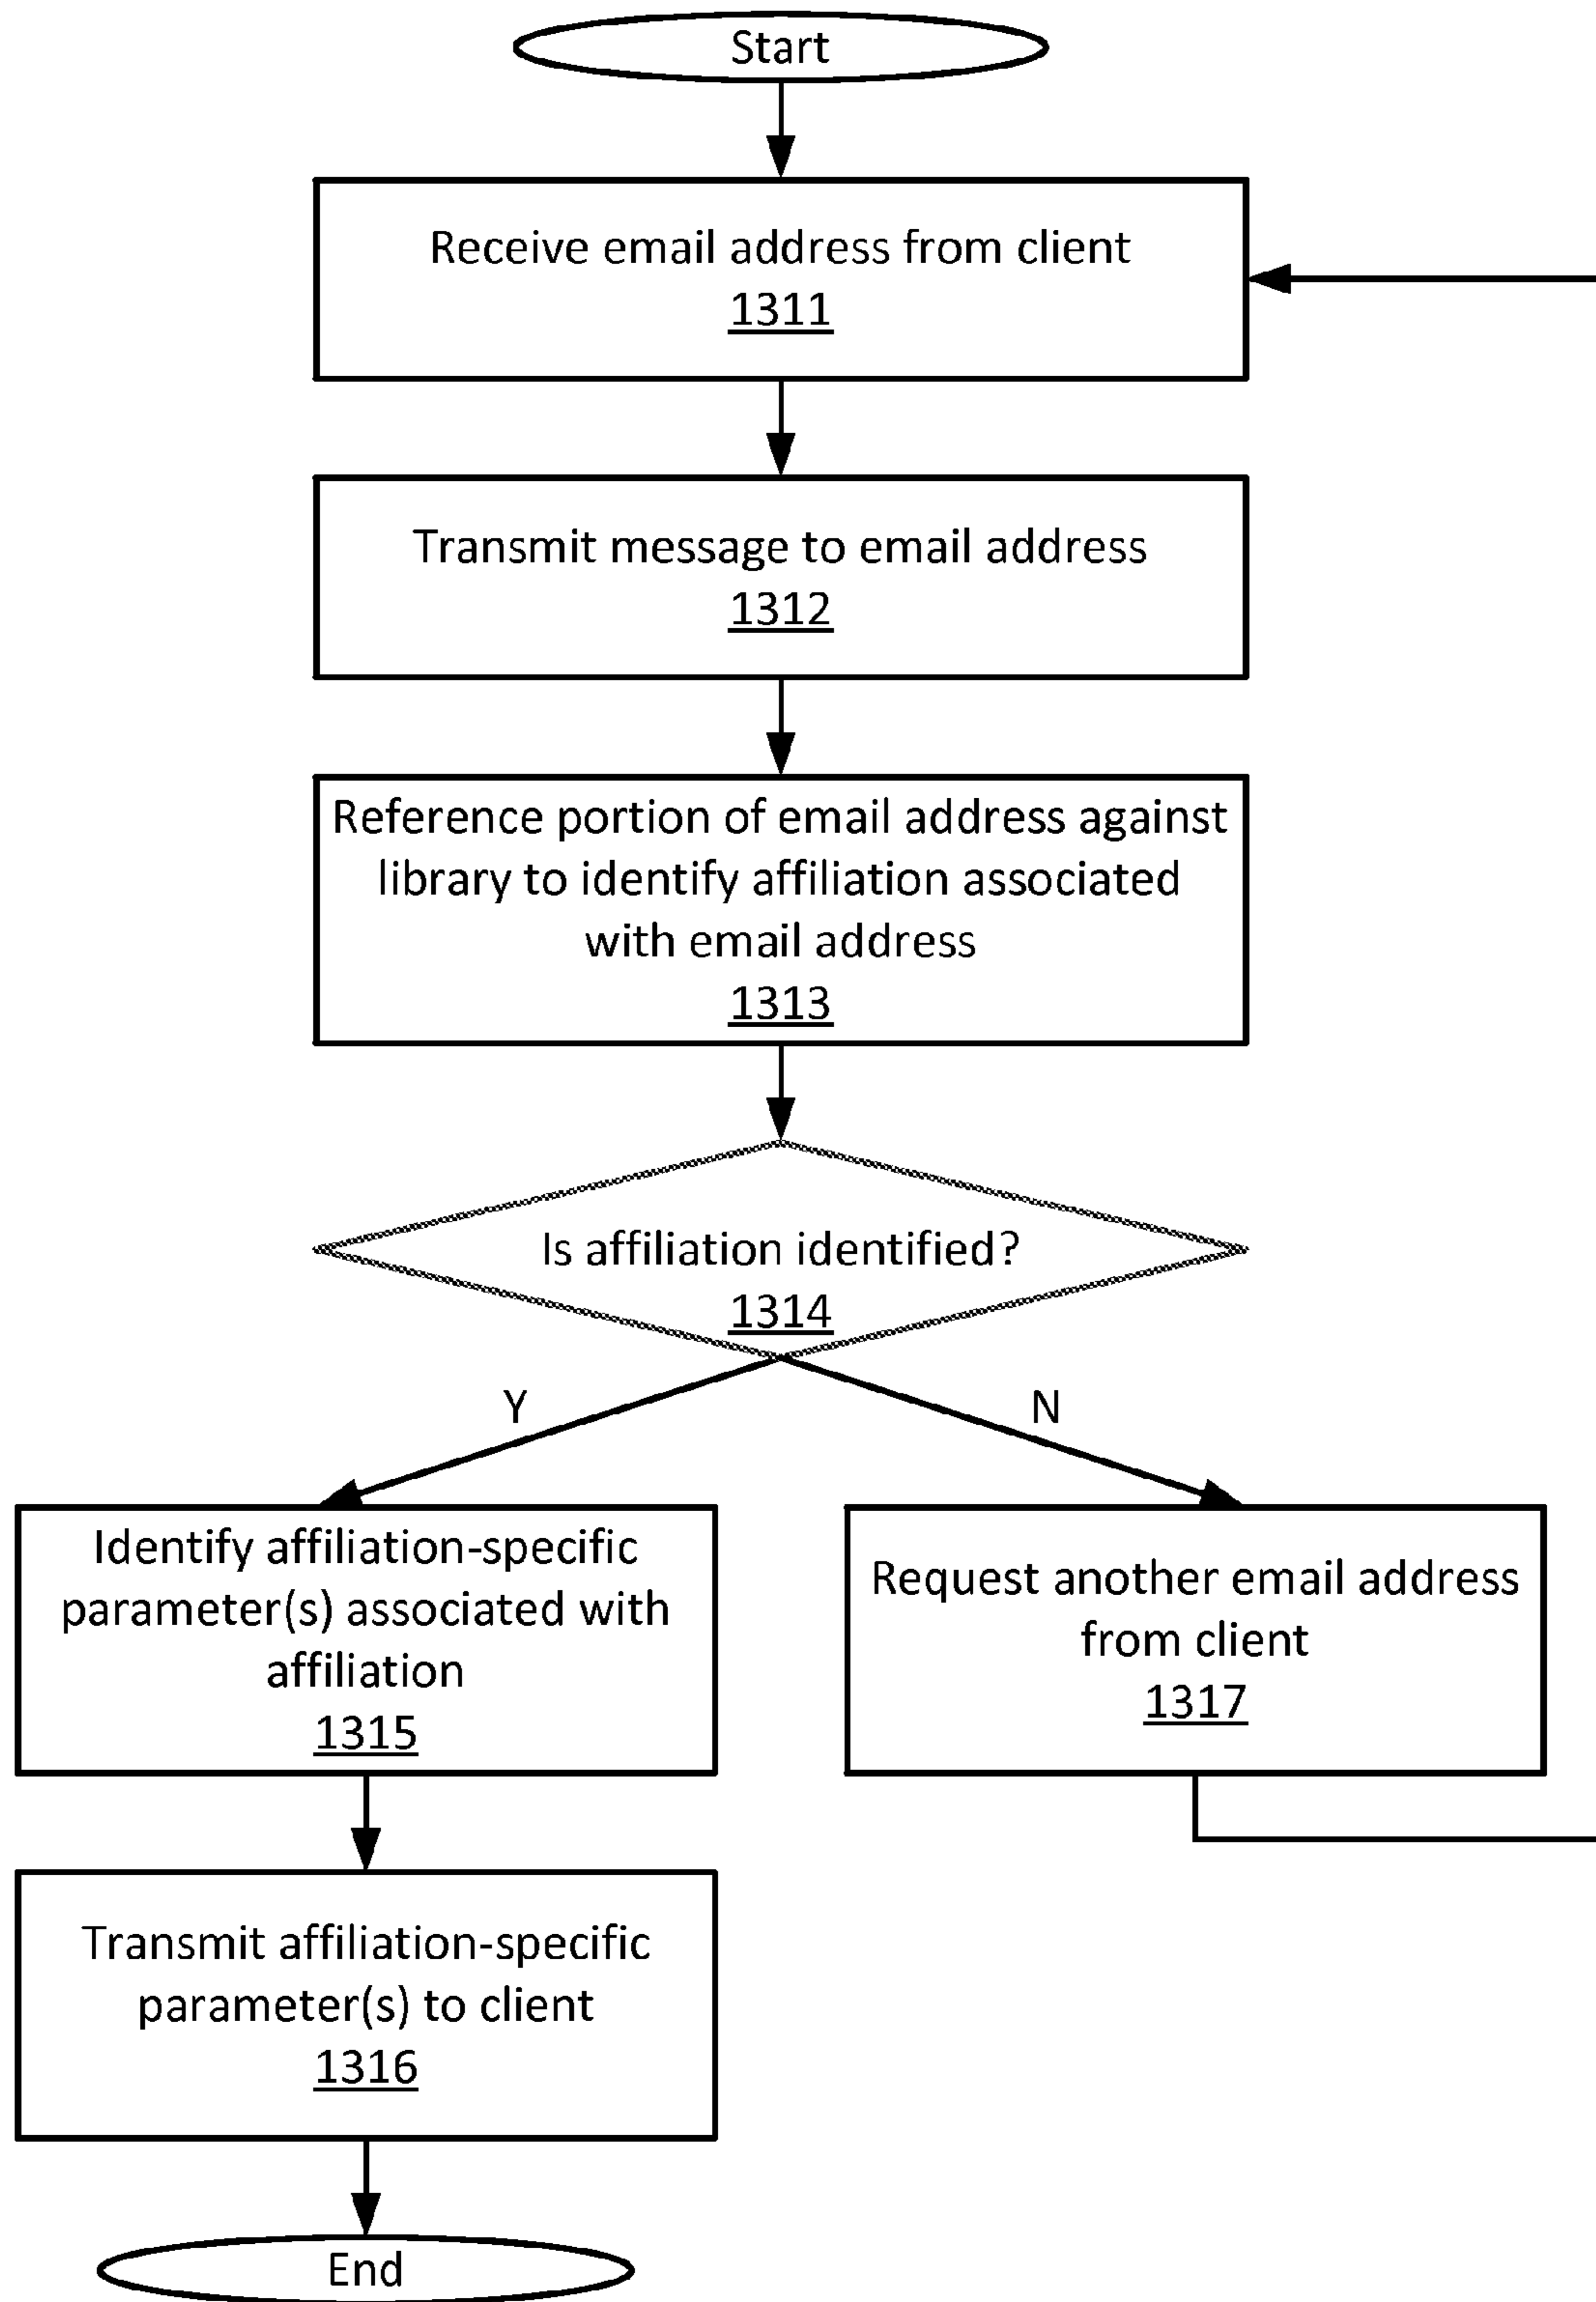 Start
Receive email address from client
1311
Transmit message to email address
1312
Reference portion of email address against
library to identify affiliation associated
with email address
1313
Is affiliation identified?
1314
Y
N
Identify affiliation-specific
parameter(s) associated with
affiliation
1315
Request another email address
from client
1317
Transmit affiliation-specific
parameter(s) to client
1316
End